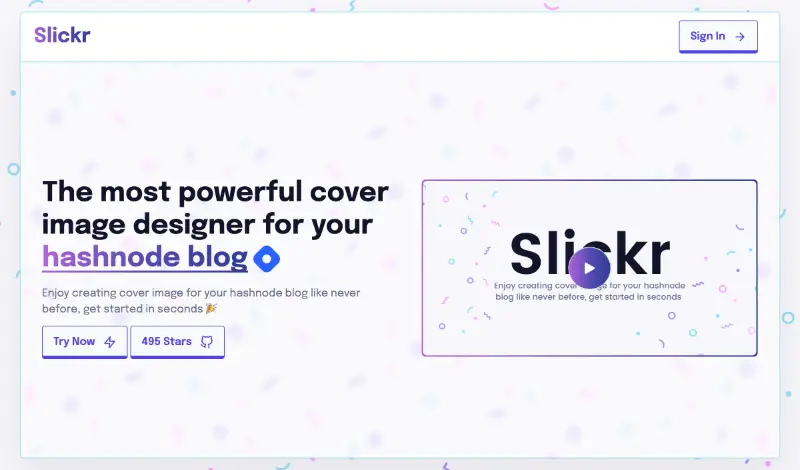 Slickr
Sign In
The most powerful cover
image designer for your
hashnode blog
Enjoy creating cover image for your hashnode blog like never
before, get started in seconds 🎉
Try Now
495 Stars
Slickr
Enjoy creating cover image for your hashnode
blog like never before, get started in seconds